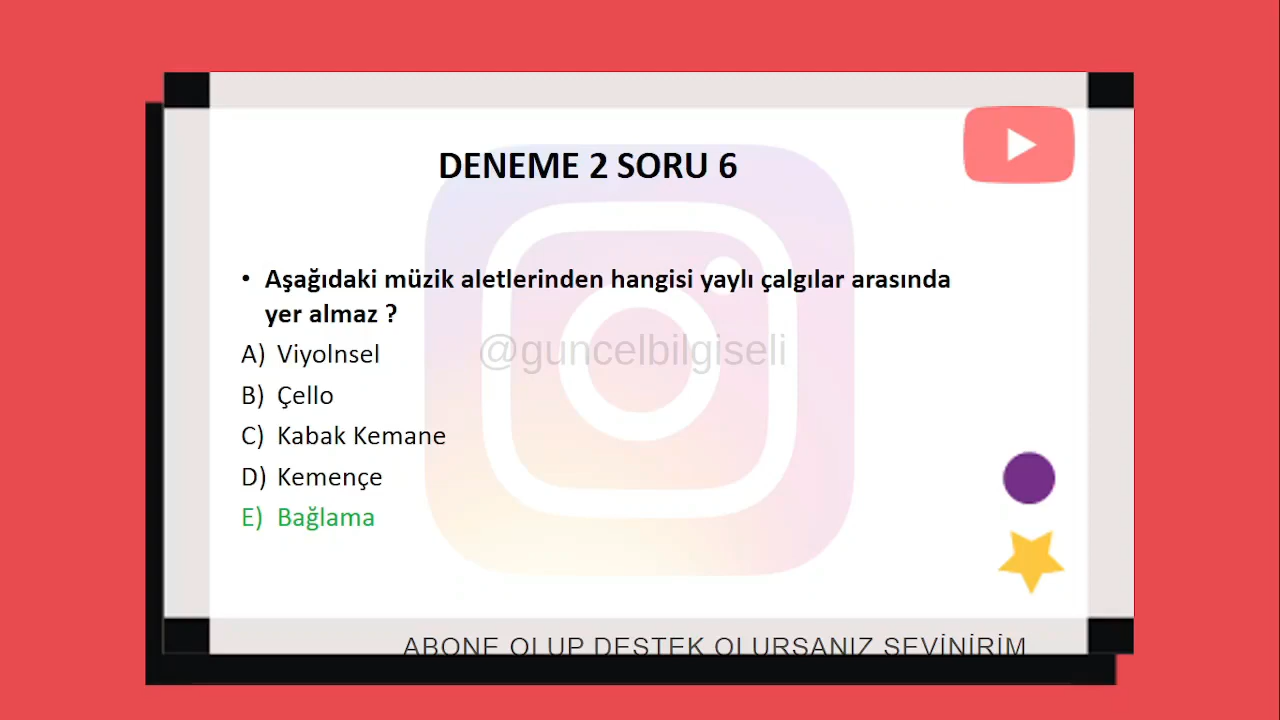 DENEME 2 SORU 6
• Aşağıdaki müzik aletlerinden hangisi yaylı çalgılar arasında
yer almaz ?
@guncelbilgiseli
A) Viyolnsel
B) Çello
C) Kabak Kemane
D) Kemençe
E) Bağlama
ABONE OLUP DESTEK OLURSANIZ SEVİNİRİM